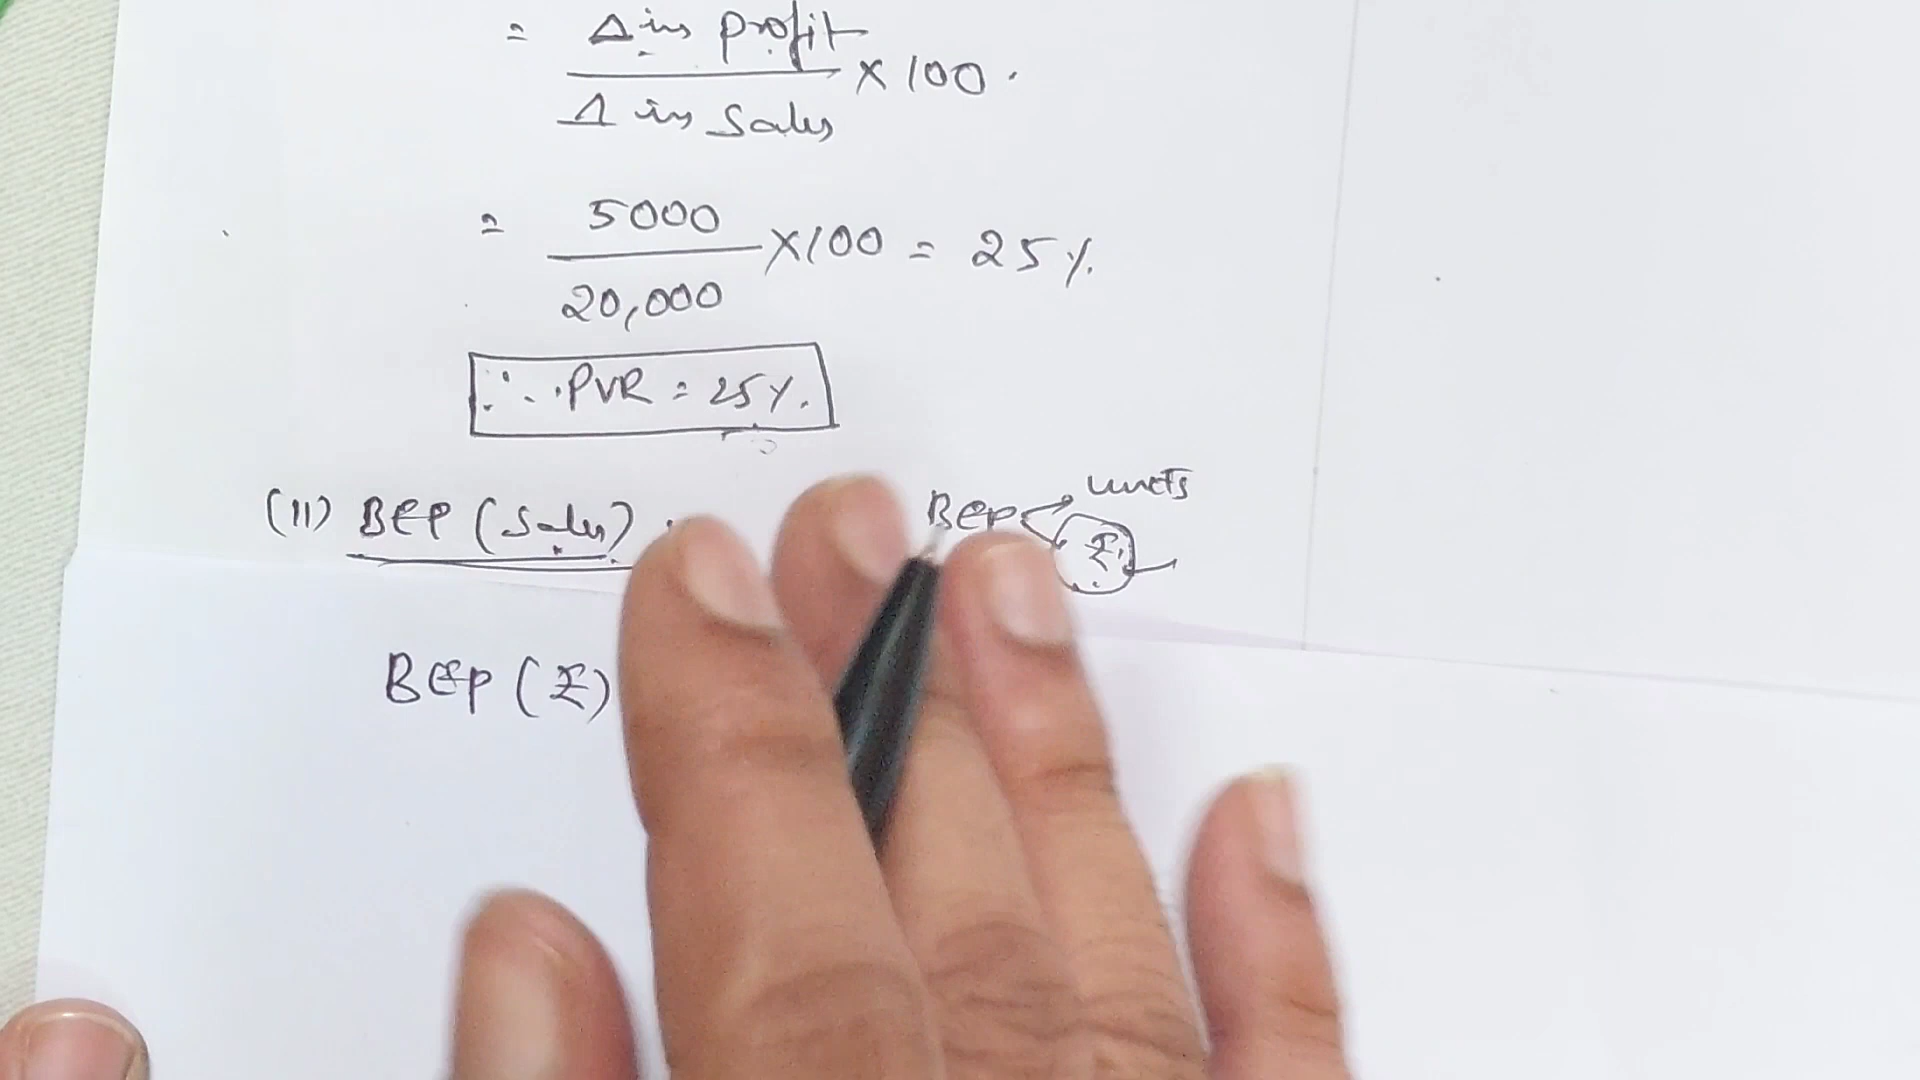 = Δ in profit / Δ in Sales × 100.
= 5000 / 20,000 × 100 = 25%.
∴ PVR = 25%.
(II) BEP (Sales) :
BEP units ₹
BEP (₹)